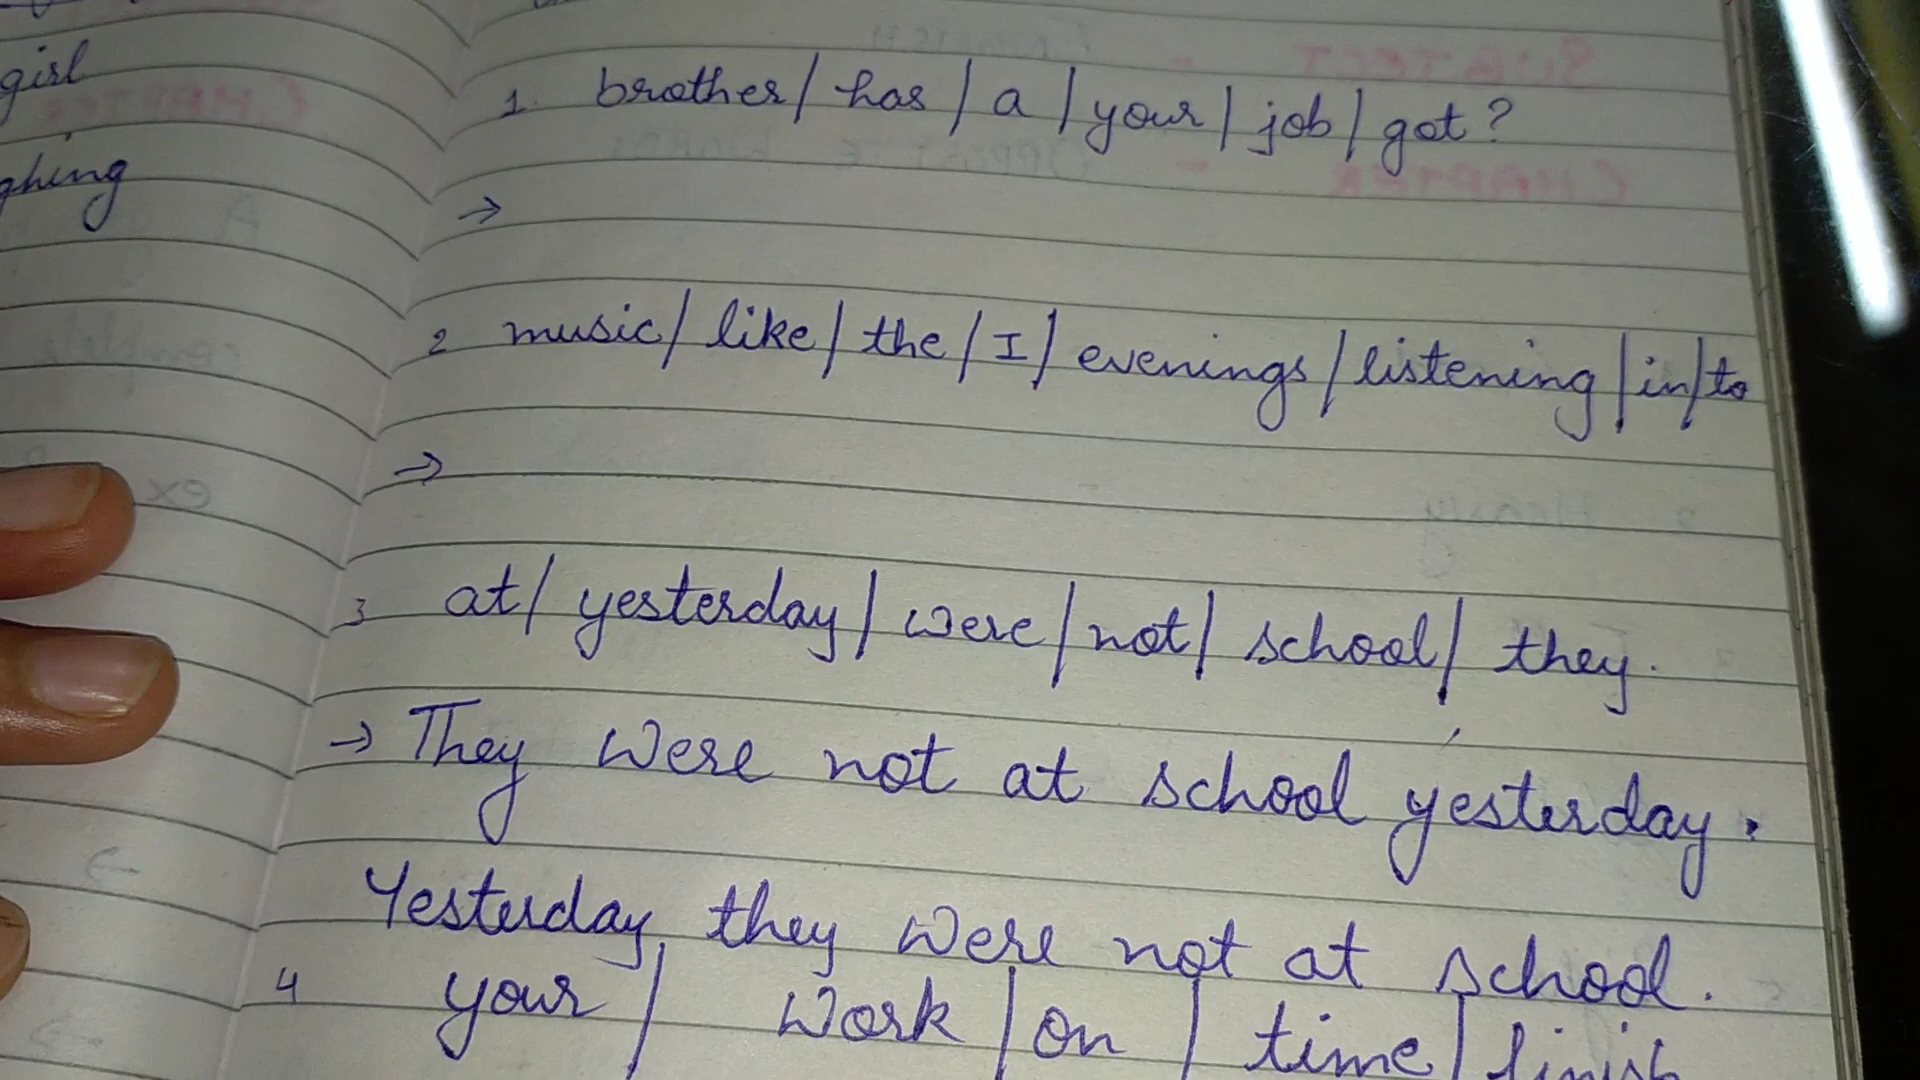 girl
ghing
1. brother / has / a / your / job / got ?
→
2 music / like / the / I / evenings / listening / in / to
→
3 at / yesterday / were / not / school / they.
→ They were not at school yesterday.
Yesterday, they were not at school.
4 your / work / on / time / finish